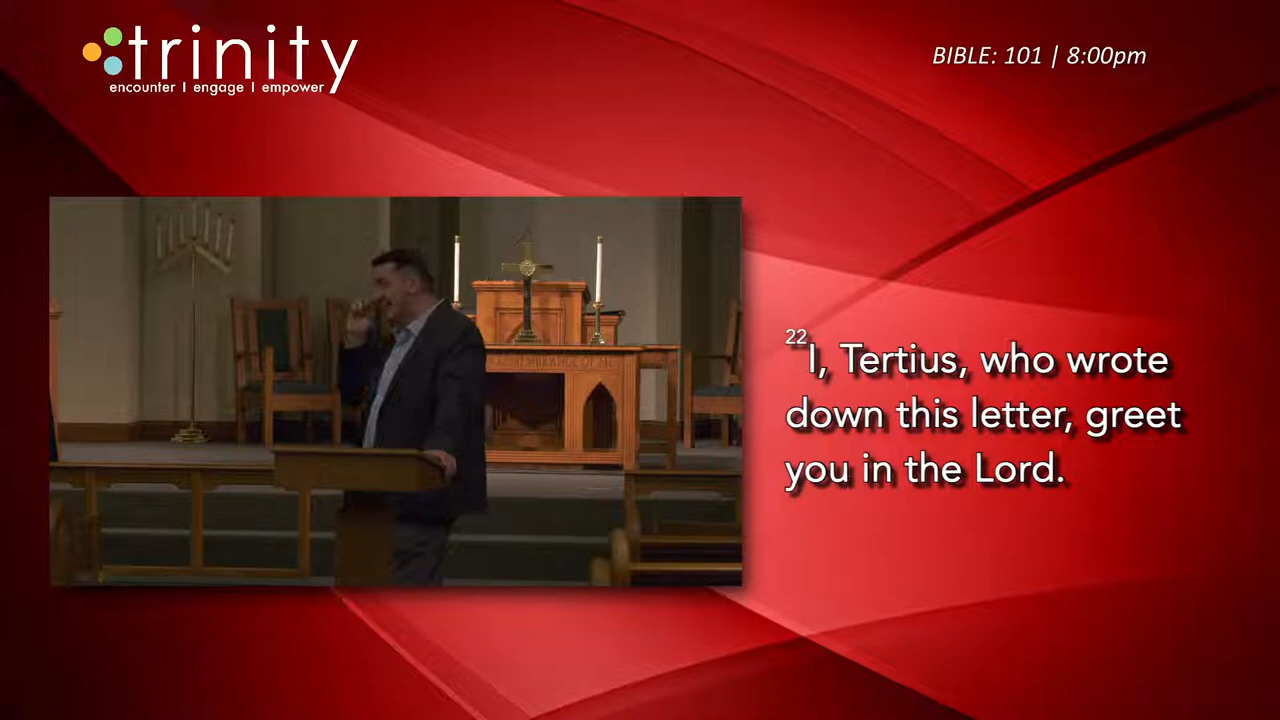 trinity
encounter | engage | empower
BIBLE: 101 | 8:00pm
22I, Tertius, who wrote
down this letter, greet
you in the Lord.